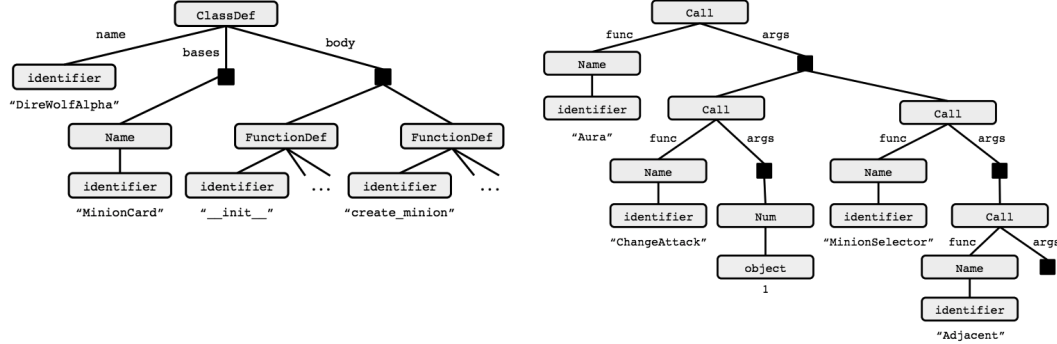 ClassDef
name
bases
body
identifier
"DireWolfAlpha"
Name
FunctionDef
FunctionDef
identifier
identifier
...
identifier
...
"MinionCard"
"__init__"
"create_minion"
Call
func
args
Name
identifier
"Aura"
Call
Call
func
args
func
args
Name
Name
identifier
Num
identifier
Call
"ChangeAttack"
"MinionSelector"
func
args
object
Name
1
identifier
"Adjacent"